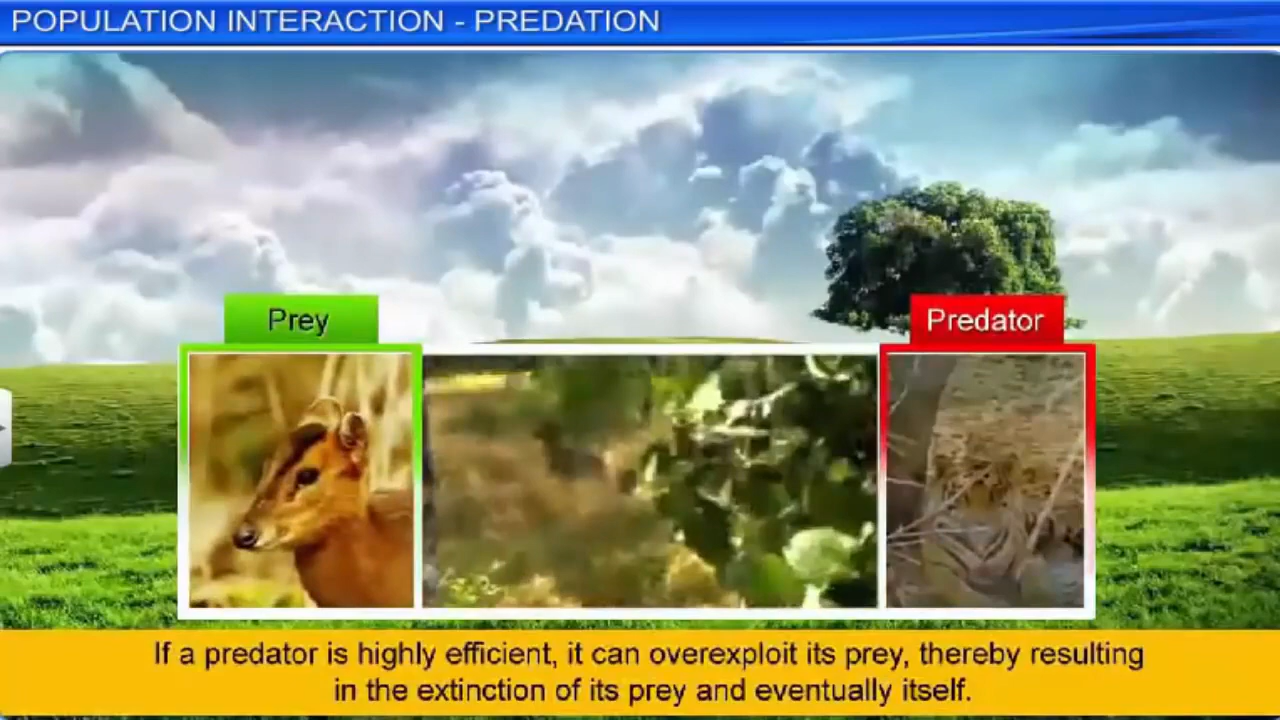 POPULATION INTERACTION - PREDATION
Prey
Predator
If a predator is highly efficient, it can overexploit its prey, thereby resulting
in the extinction of its prey and eventually itself.